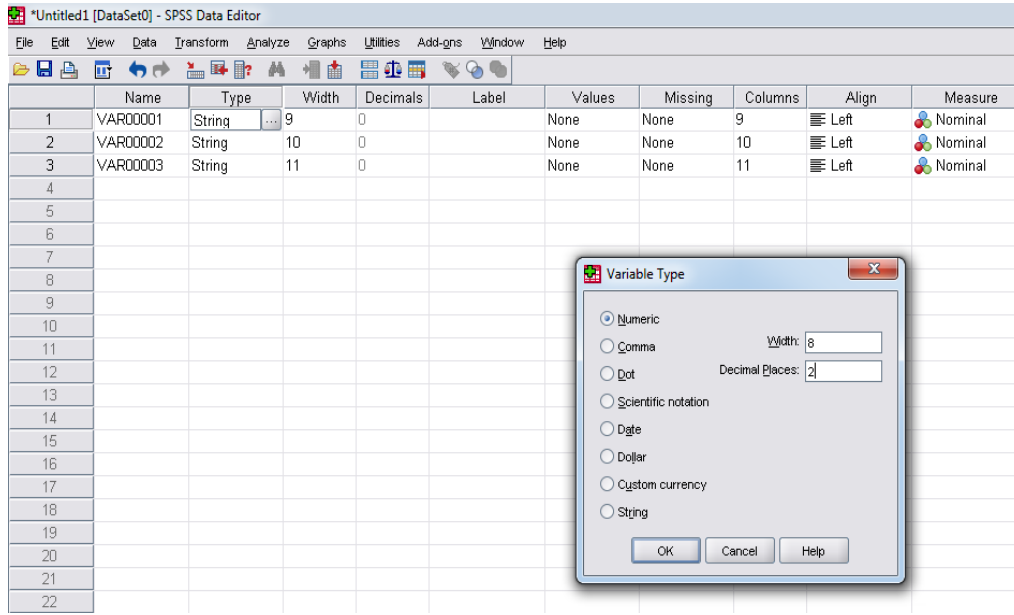 *Untitled1 [DataSet0] - SPSS Data Editor
File Edit View Data Transform Analyze Graphs Utilities Add-ons Window Help
Name Type Width Decimals Label Values Missing Columns Align Measure
1 VAR00001 String ... 9 0 None None 9 Left Nominal
2 VAR00002 String 10 0 None None 10 Left Nominal
3 VAR00003 String 11 0 None None 11 Left Nominal
4
5
6
7
8
9
10
11
12
13
14
15
16
17
18
19
20
21
22
Variable Type
Numeric
Comma
Dot
Scientific notation
Date
Dollar
Custom currency
String
Width: 8
Decimal Places: 2
OK Cancel Help